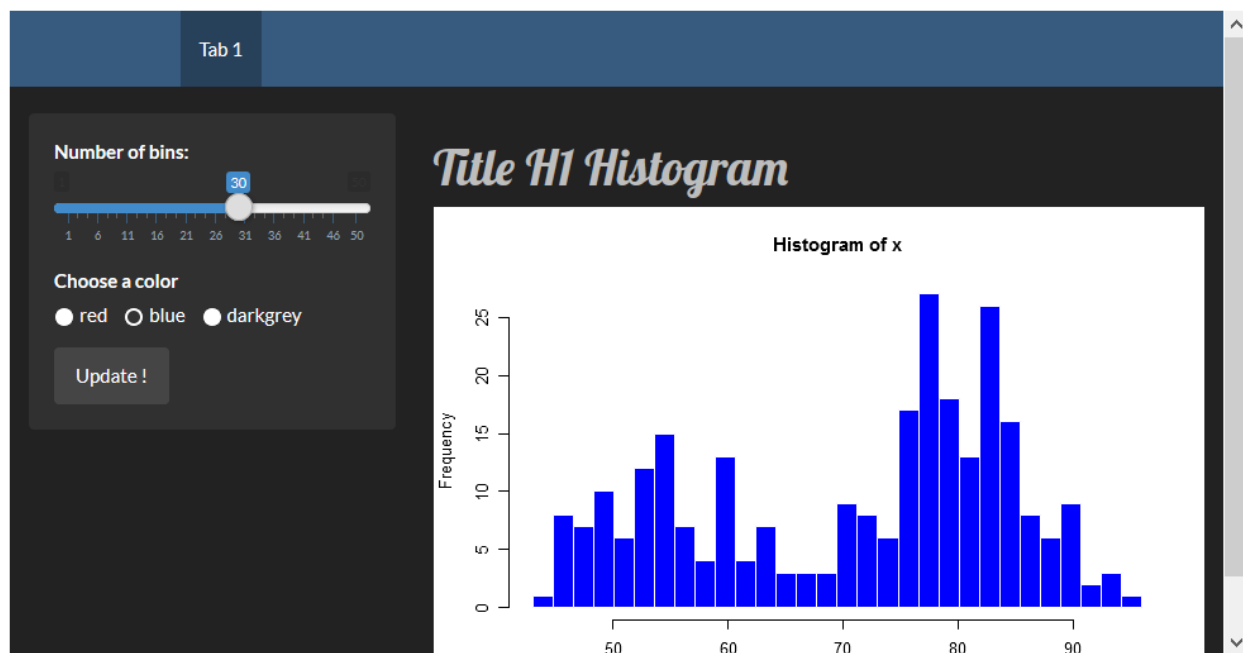 Tab 1
Number of bins:
30
1 6 11 16 21 26 31 36 41 46 50
Choose a color
red blue darkgrey
Update !
Title H1 Histogram
Histogram of x
Frequency
25
20
15
10
5
0
50 60 70 80 90